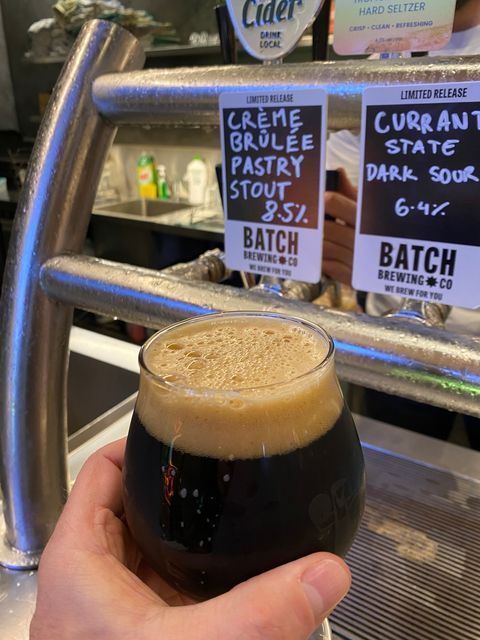 Cider
DRINK
LOCAL
HARD SELTZER
CRISP • CLEAN • REFRESHING
LIMITED RELEASE
CRÈME
BRÛLÉE
PASTRY
STOUT
8.5%
BATCH
BREWING CO
WE BREW FOR YOU
LIMITED RELEASE
CURRANT
STATE
DARK SOUR
6.4%
BATCH
BREWING CO
WE BREW FOR YOU